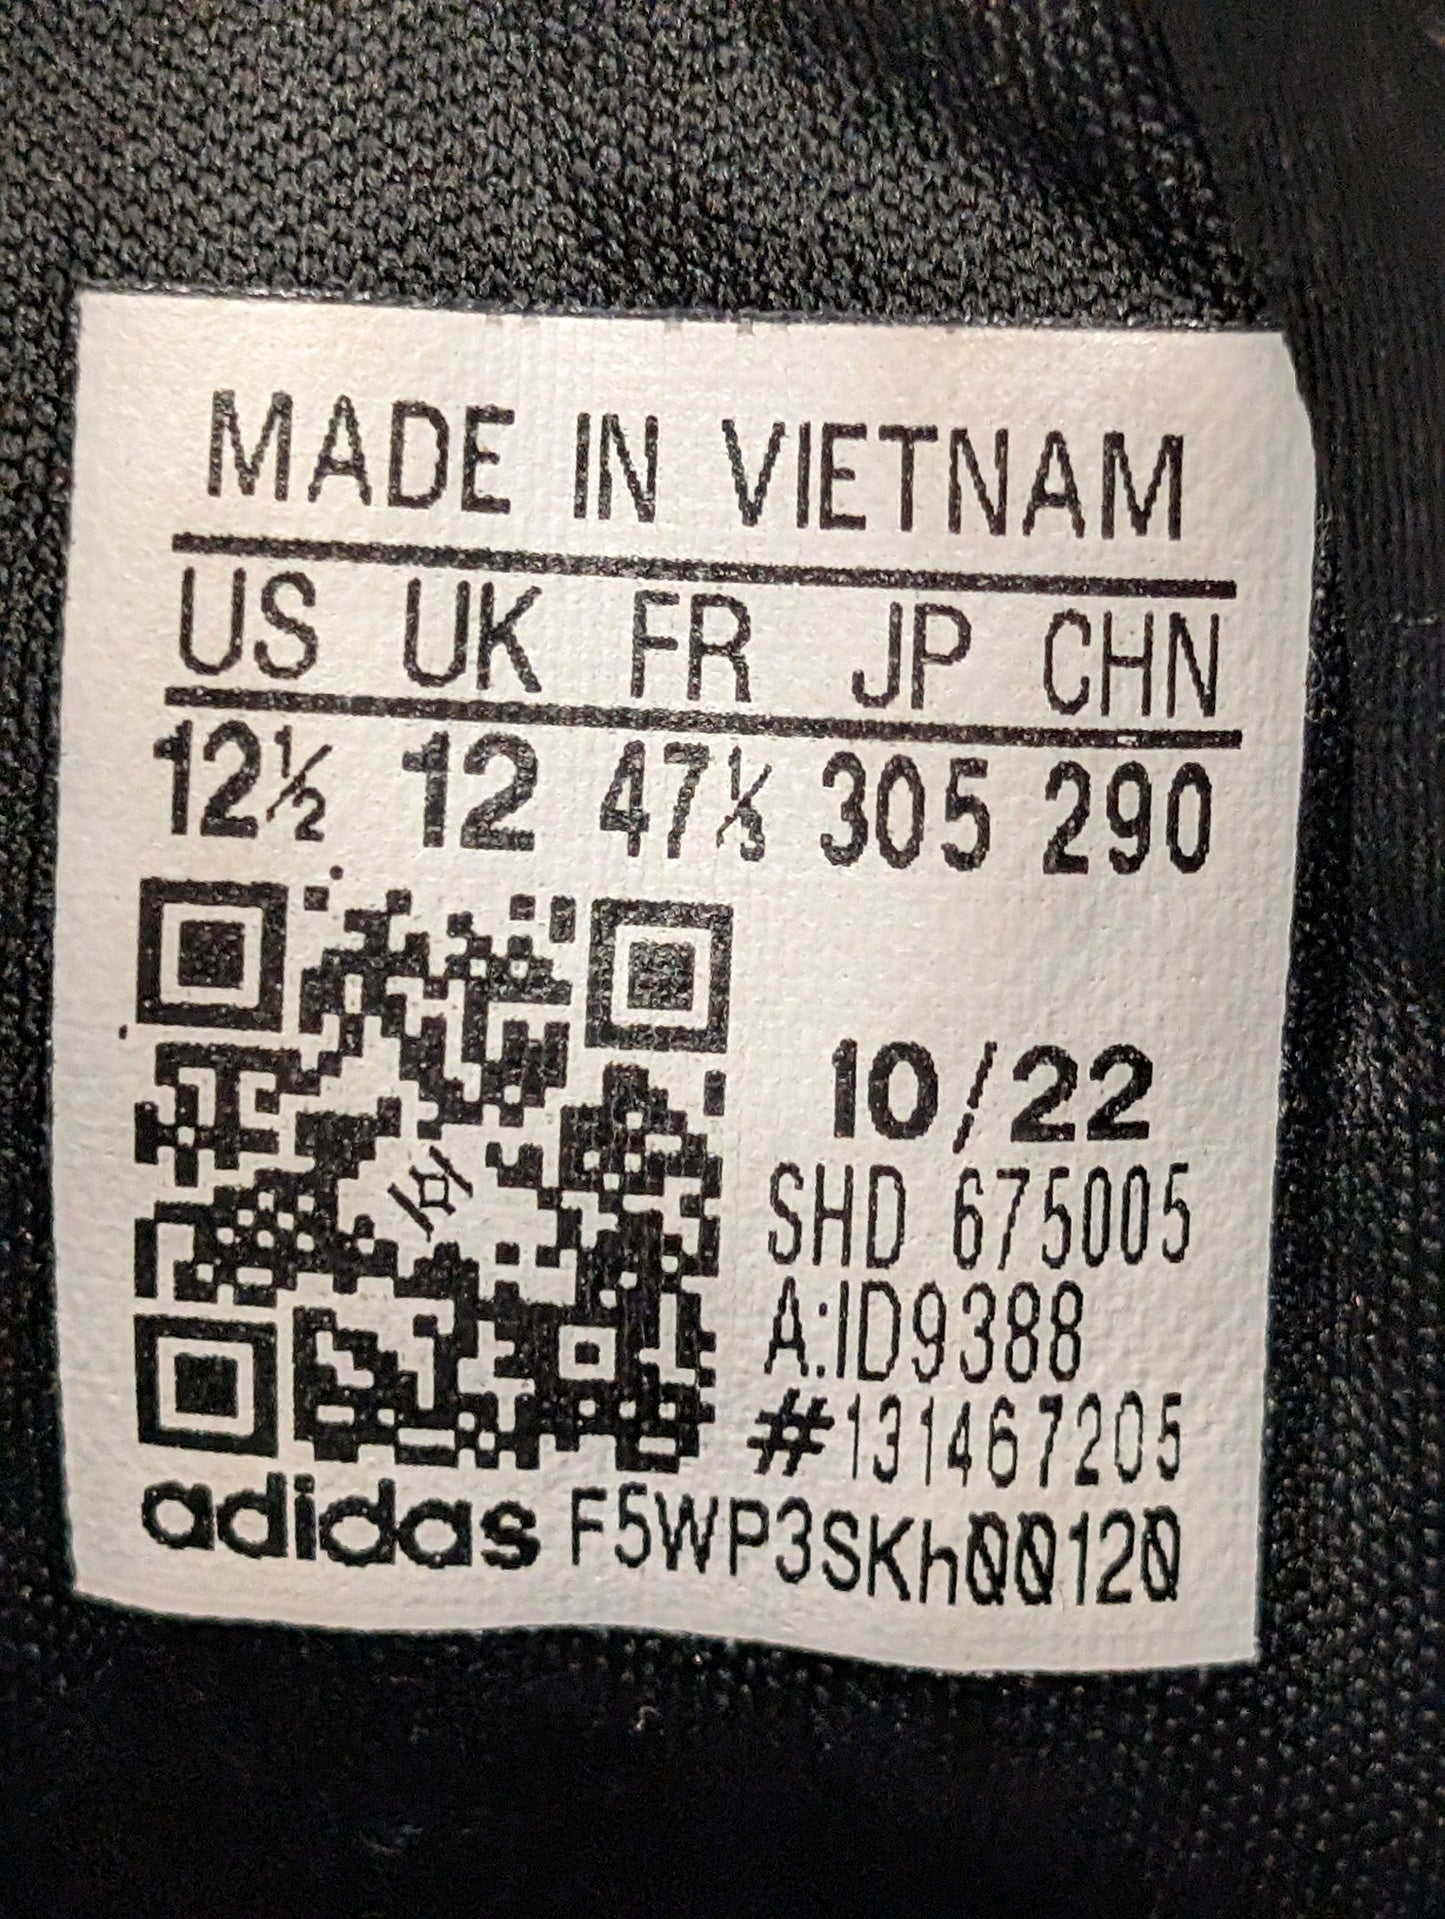 MADE IN VIETNAM
US UK FR JP CHN
12½ 12 47⅓ 305 290
10/22
SHD 675005
A:ID9388
#131467205
adidas F5WP3SKh00120